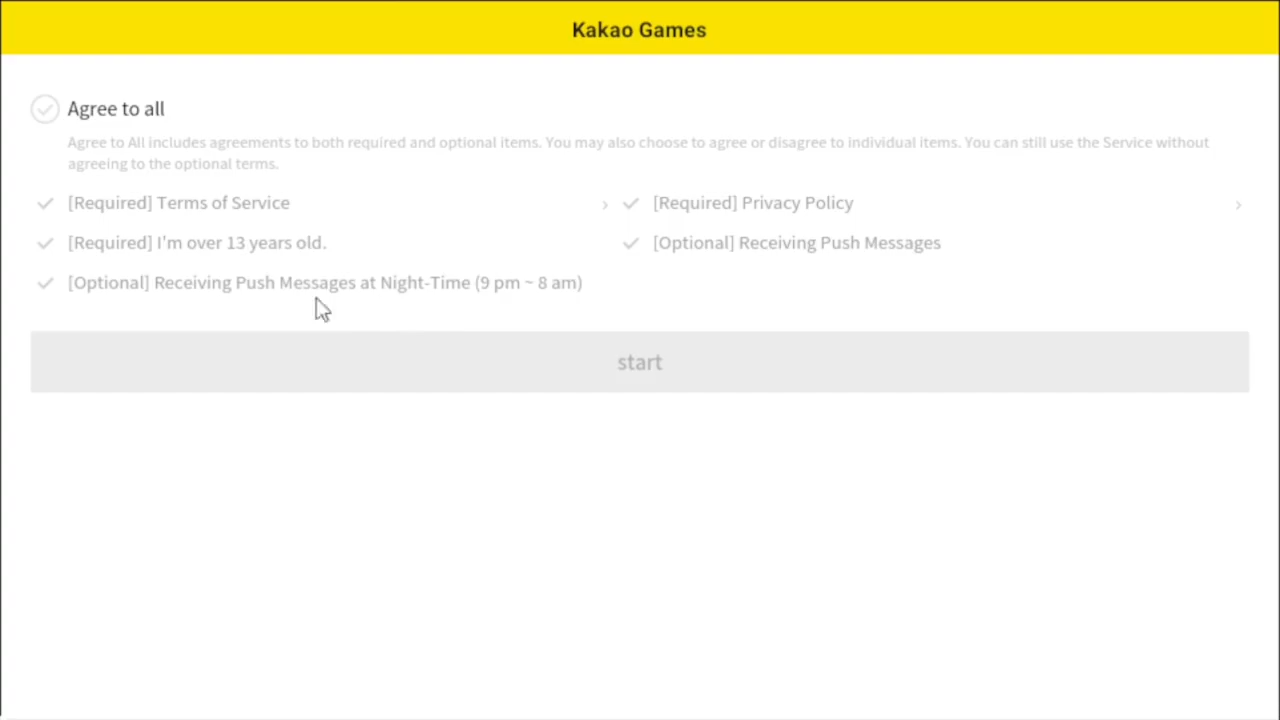 Kakao Games
Agree to all
Agree to All includes agreements to both required and optional items. You may also choose to agree or disagree to individual items. You can still use the Service without
agreeing to the optional terms.
[Required] Terms of Service
[Required] Privacy Policy
[Required] I'm over 13 years old.
[Optional] Receiving Push Messages
[Optional] Receiving Push Messages at Night-Time (9 pm ~ 8 am)
start